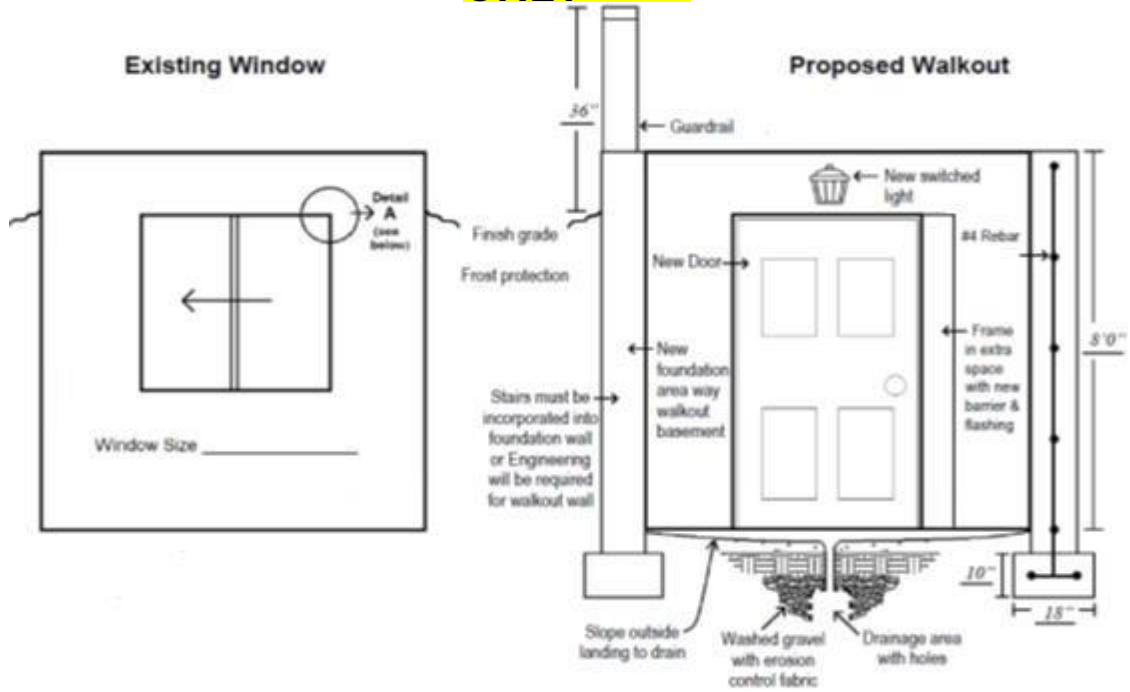 Existing Window
Proposed Walkout
36"
Guardrail
New switched
light
Detail
A
(see
below)
Finish grade
Frost protection
New Door
#4 Rebar
New
foundation
area way
walkout
basement
Frame
in extra
space
with new
barrier &
flashing
8'0"
Stairs must be
incorporated into
foundation wall
or Engineering
will be required
for walkout wall
Window Size
10"
18"
Slope outside
landing to drain
Washed gravel
with erosion
control fabric
Drainage area
with holes